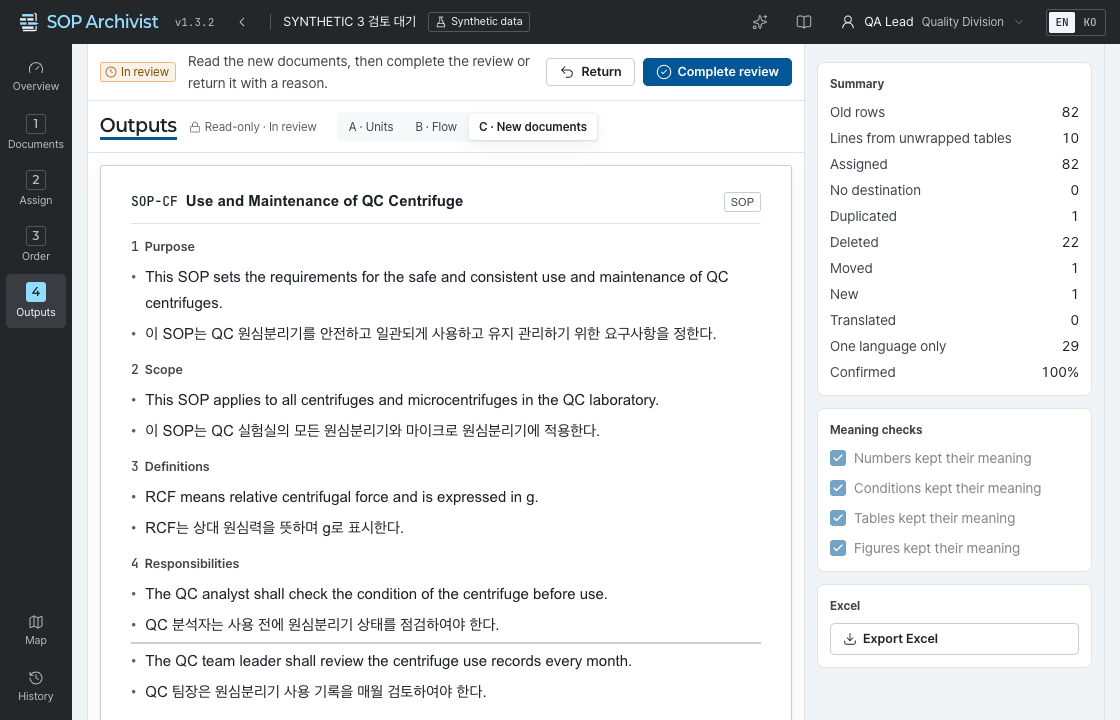 SOP Archivist v1.3.2 SYNTHETIC 3 검토 대기 Synthetic data QA Lead Quality Division EN KO
Overview
1
Documents
2
Assign
3
Order
4
Outputs
Map
History
In review
Read the new documents, then complete the review or
return it with a reason.
Return
Complete review
Outputs Read-only · In review A · Units B · Flow C · New documents
SOP-CF Use and Maintenance of QC Centrifuge SOP
1 Purpose
• This SOP sets the requirements for the safe and consistent use and maintenance of QC
centrifuges.
• 이 SOP는 QC 원심분리기를 안전하고 일관되게 사용하고 유지 관리하기 위한 요구사항을 정한다.
2 Scope
• This SOP applies to all centrifuges and microcentrifuges in the QC laboratory.
• 이 SOP는 QC 실험실의 모든 원심분리기와 마이크로 원심분리기에 적용한다.
3 Definitions
• RCF means relative centrifugal force and is expressed in g.
• RCF는 상대 원심력을 뜻하며 g로 표시한다.
4 Responsibilities
• The QC analyst shall check the condition of the centrifuge before use.
• QC 분석자는 사용 전에 원심분리기 상태를 점검하여야 한다.
• The QC team leader shall review the centrifuge use records every month.
• QC 팀장은 원심분리기 사용 기록을 매월 검토하여야 한다.
Summary
Old rows 82
Lines from unwrapped tables 10
Assigned 82
No destination 0
Duplicated 1
Deleted 22
Moved 1
New 1
Translated 0
One language only 29
Confirmed 100%
Meaning checks
Numbers kept their meaning
Conditions kept their meaning
Tables kept their meaning
Figures kept their meaning
Excel
Export Excel